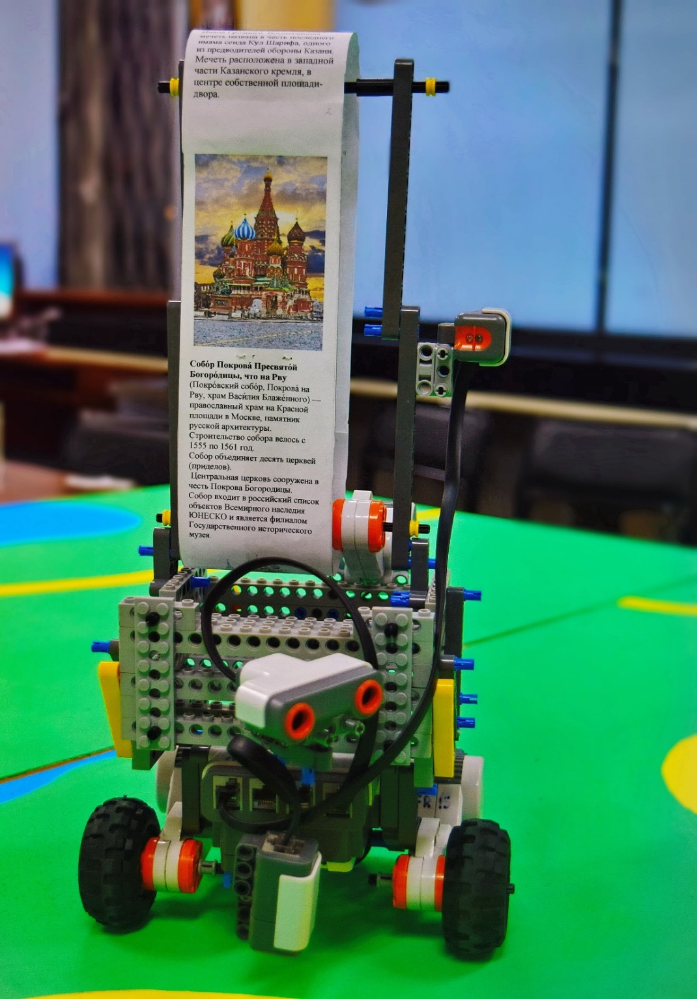 мечеть названа в честь последнего
имама сеида Кул Шарифа, одного
из предводителей обороны Казани.
Мечеть расположена в западной
части Казанского кремля, в
центре собственной площади-
двора.
2
Собо́р Покрова́ Пресвято́й
Богоро́дицы, что на Рву
(Покро́вский собо́р, Покрова́ на
Рву, храм Васи́лия Блаже́нного) —
православный храм на Красной
площади в Москве, памятник
русской архитектуры.
Строительство собора велось с
1555 по 1561 год.
Собор объединяет десять церквей
(приделов).
Центральная церковь сооружена в
честь Покрова Богородицы.
Собор входит в российский список
объектов Всемирного наследия
ЮНЕСКО и является филиалом
Государственного исторического
музея.